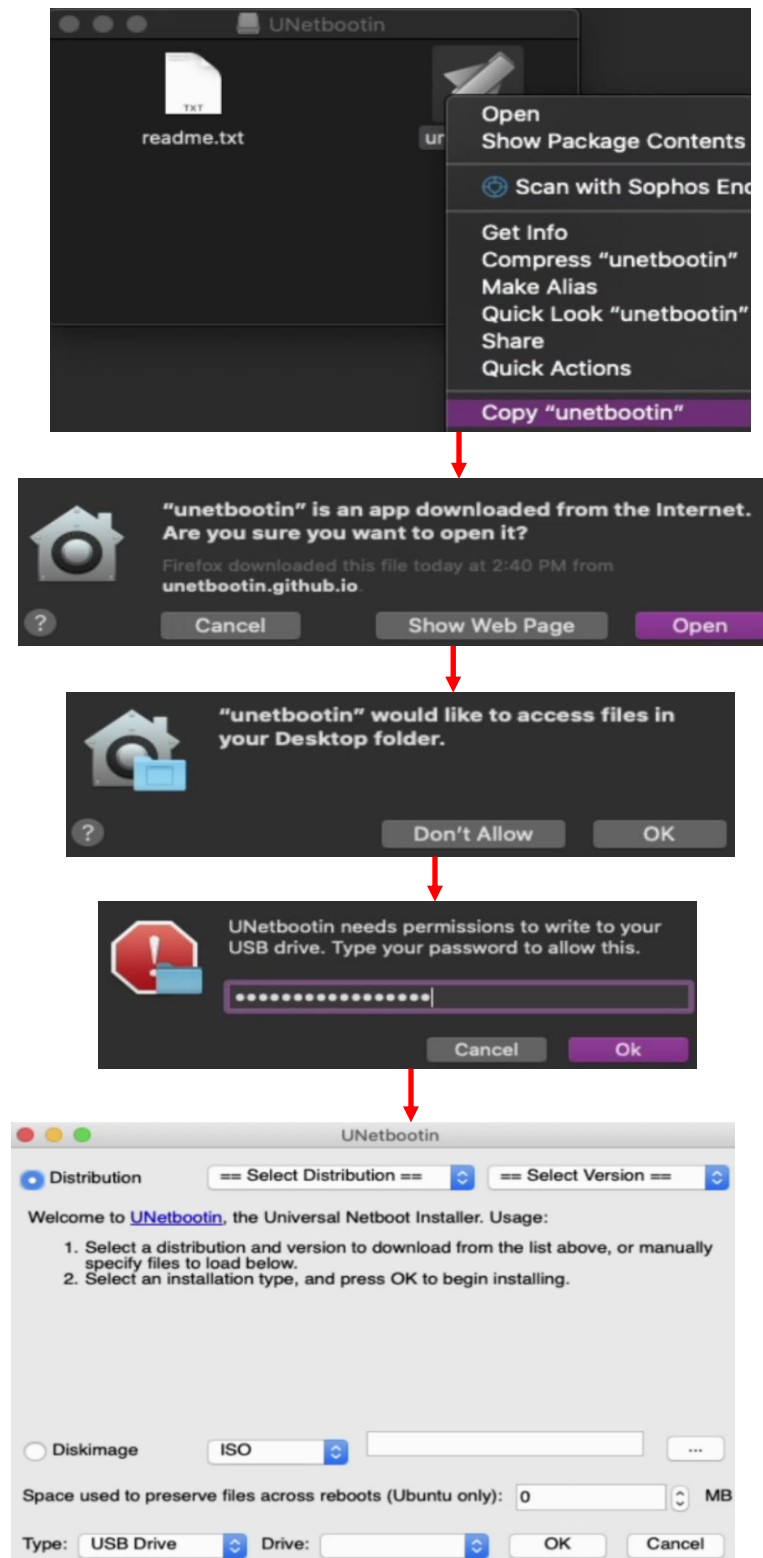 UNetbootin
TXT
readme.txt
Open
Show Package Contents
Scan with Sophos
Get Info
Compress “unetbootin”
Make Alias
Quick Look “unetbootin”
Share
Quick Actions
Copy “unetbootin”
“unetbootin” is an app downloaded from the Internet.
Are you sure you want to open it?
Firefox downloaded this file today at 2:40 PM from
unetbootin.github.io.
? Cancel Show Web Page Open
“unetbootin” would like to access files in
your Desktop folder.
? Don’t Allow OK
UNetbootin needs permissions to write to your
USB drive. Type your password to allow this.
Cancel Ok
UNetbootin
Distribution == Select Distribution == == Select Version ==
Welcome to UNetbootin, the Universal Netboot Installer. Usage:
1. Select a distribution and version to download from the list above, or manually
specify files to load below.
2. Select an installation type, and press OK to begin installing.
Diskimage ISO ...
Space used to preserve files across reboots (Ubuntu only): 0 MB
Type: USB Drive Drive: OK Cancel